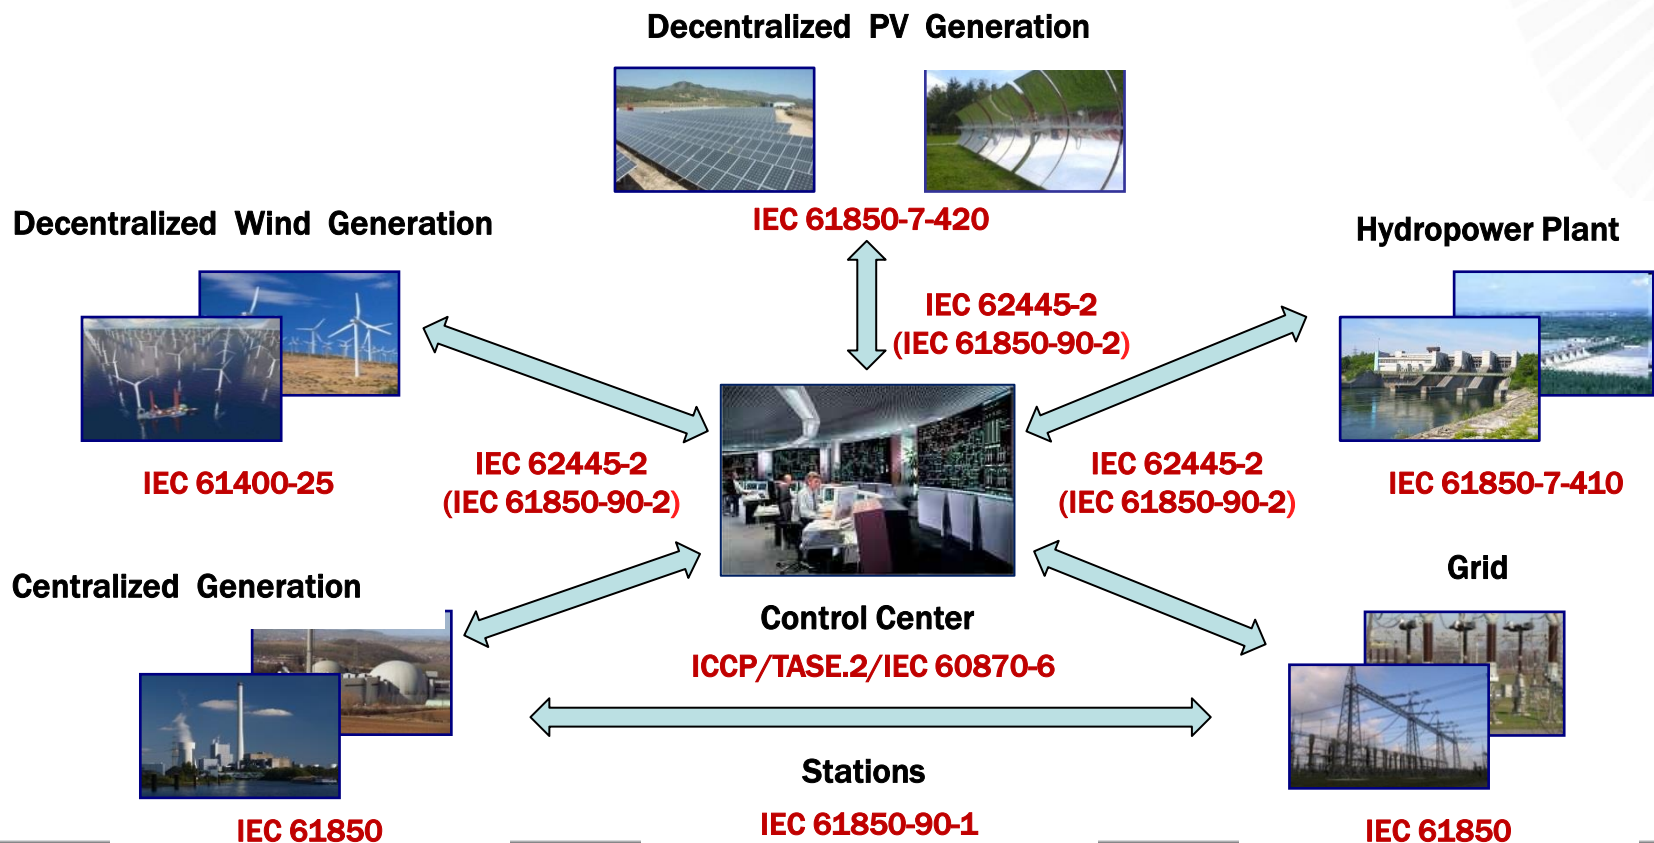 Decentralized PV Generation
IEC 61850-7-420
Decentralized Wind Generation
IEC 61400-25
Hydropower Plant
IEC 61850-7-410
IEC 62445-2
(IEC 61850-90-2)
IEC 62445-2
(IEC 61850-90-2)
IEC 62445-2
(IEC 61850-90-2)
Centralized Generation
IEC 61850
Control Center
ICCP/TASE.2/IEC 60870-6
Stations
IEC 61850-90-1
Grid
IEC 61850